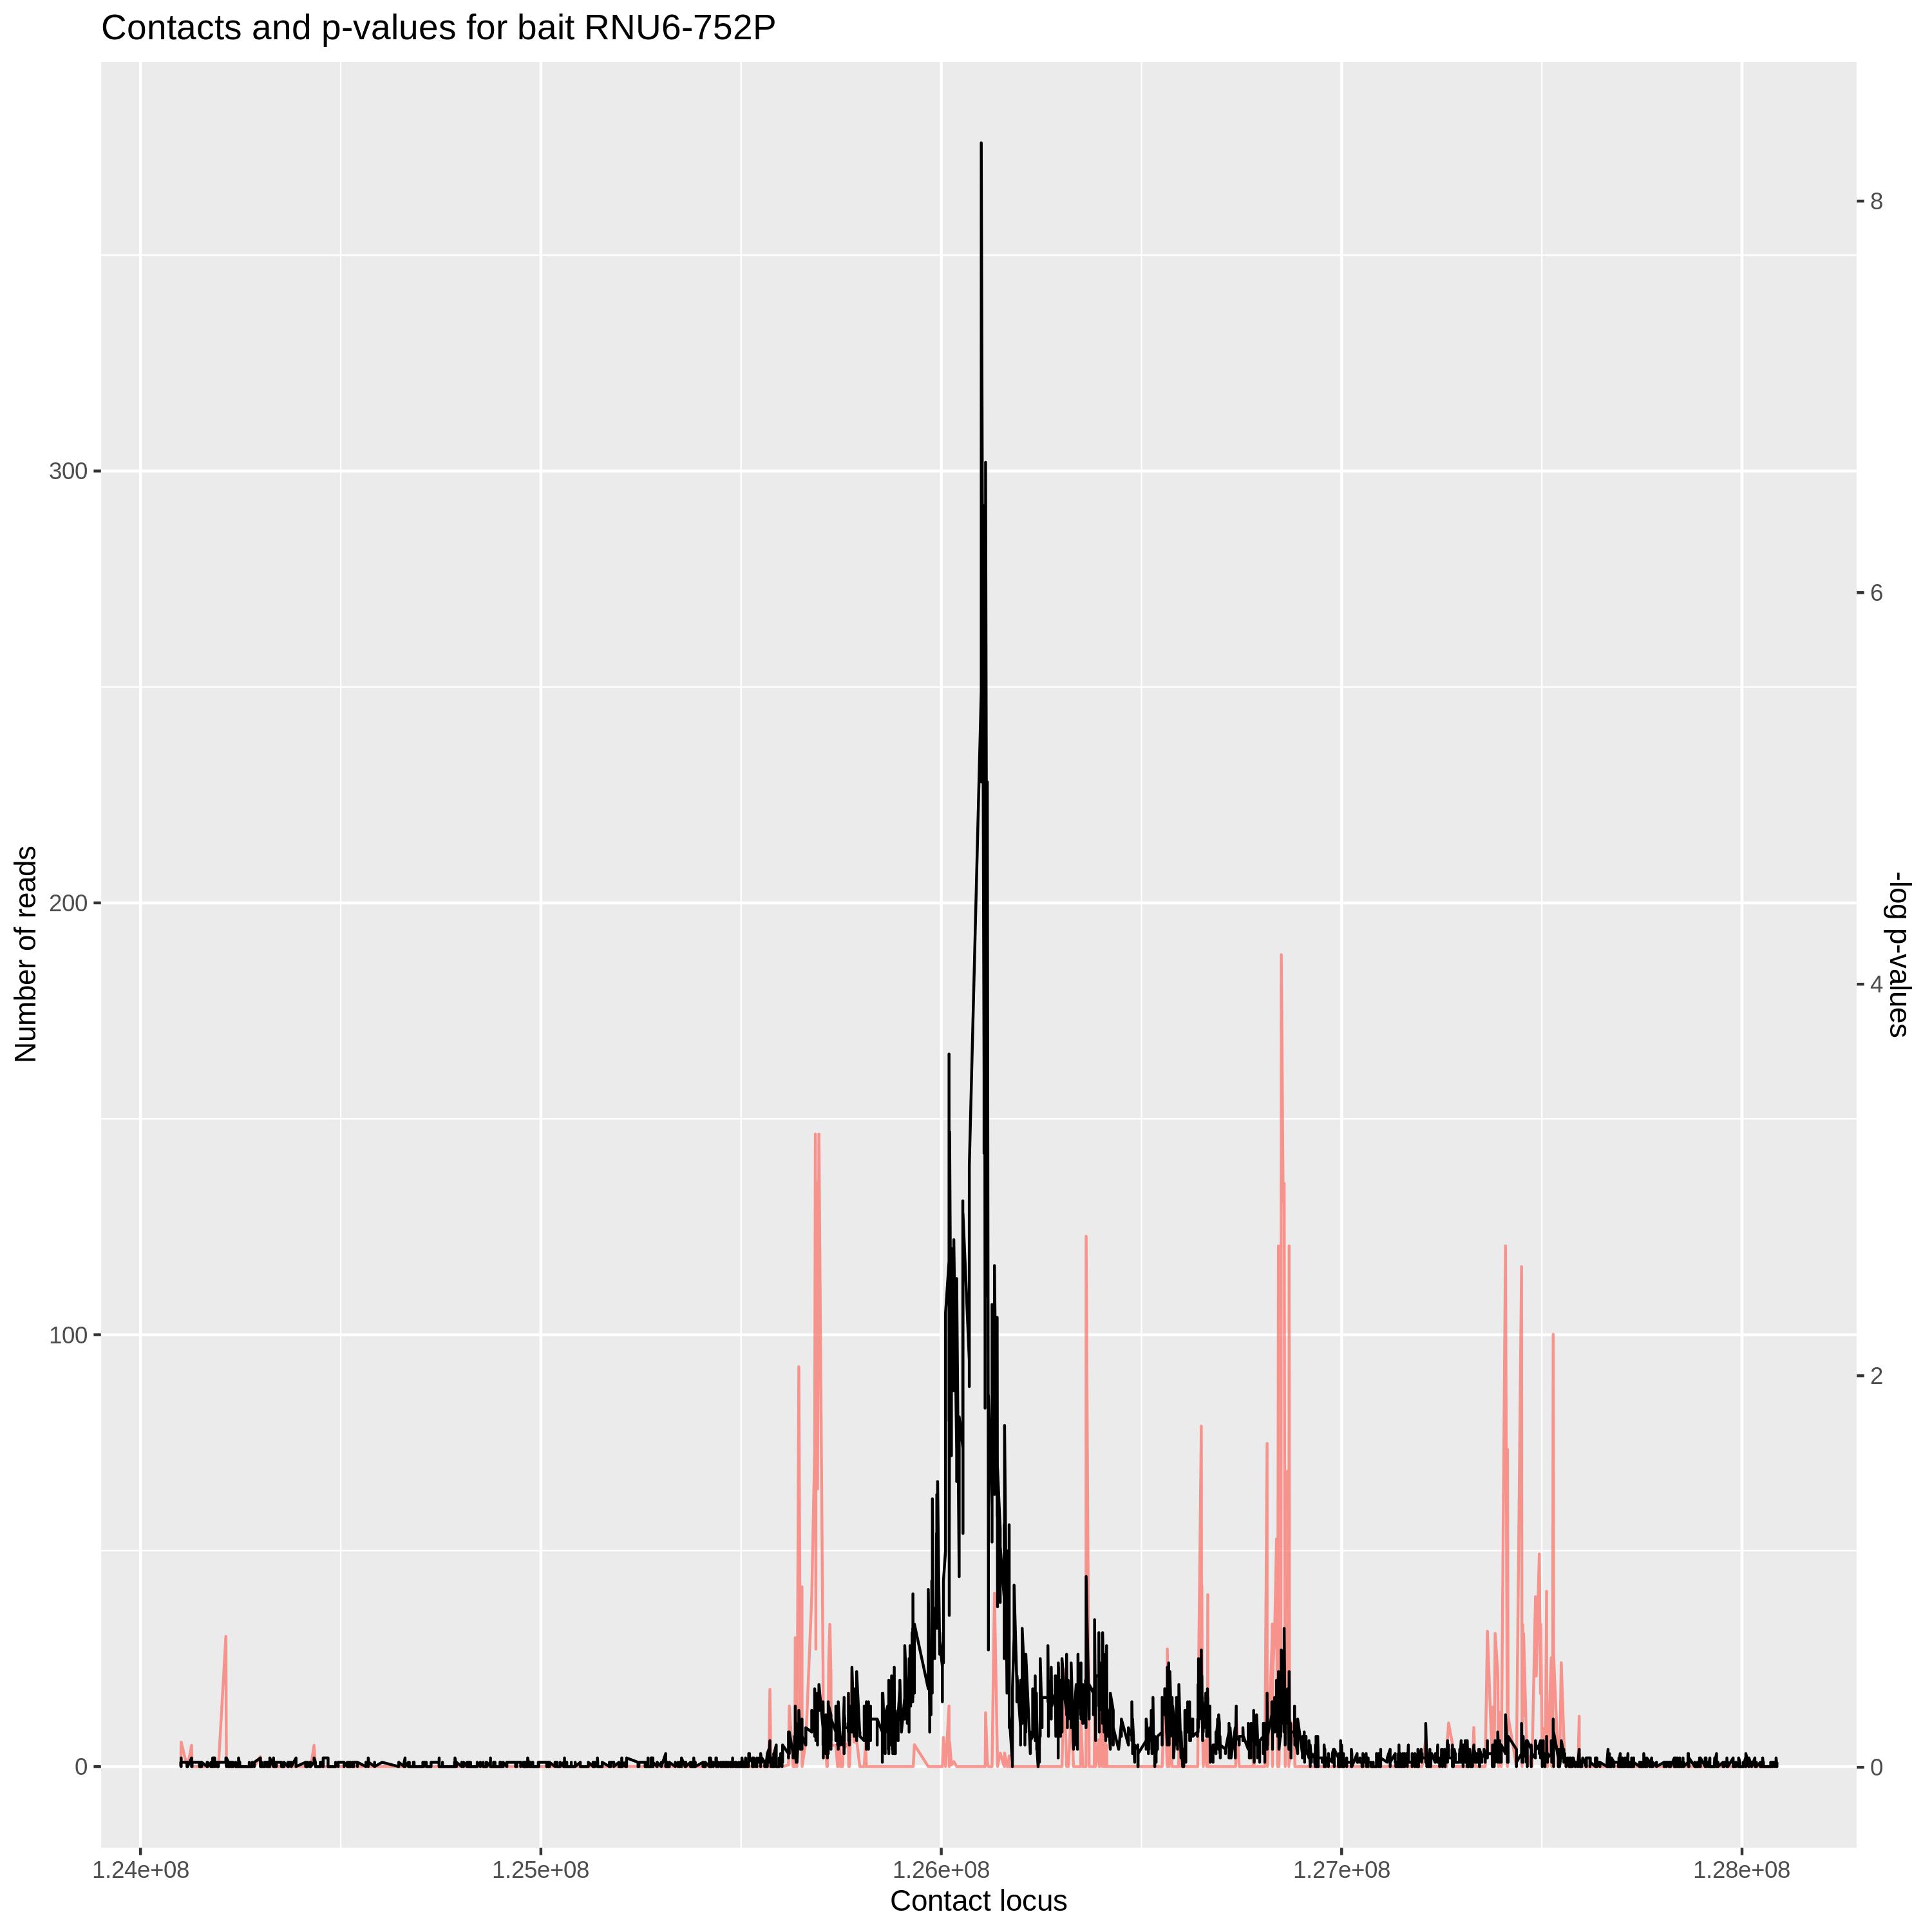 Contacts and p-values for bait RNU6-752P
300
200
100
0
8
6
4
2
0
Number of reads
-log p-values
1.24e+08
1.25e+08
1.26e+08
1.27e+08
1.28e+08
Contact locus